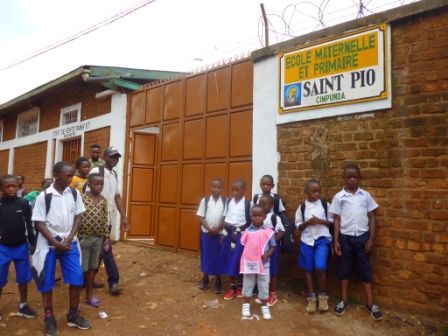 ECOLE MATERNELLE
ET PRIMAIRE
SAINT PIO
CIMPUNDA